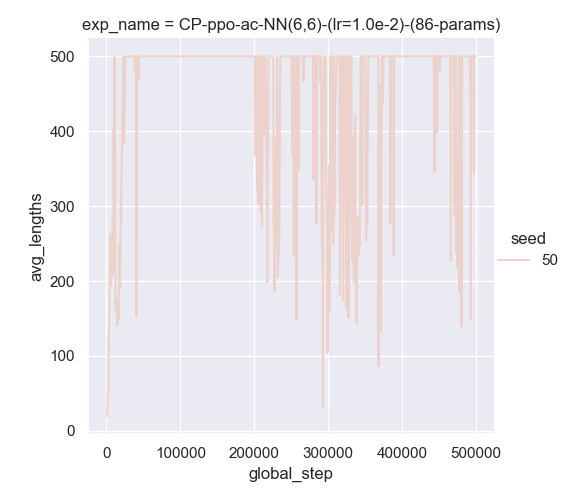 exp_name = CP-ppo-ac-NN(6,6)-(lr=1.0e-2)-(86-params)
500
400
300
200
100
0
avg_lengths
0 100000 200000 300000 400000 500000
global_step
seed
50